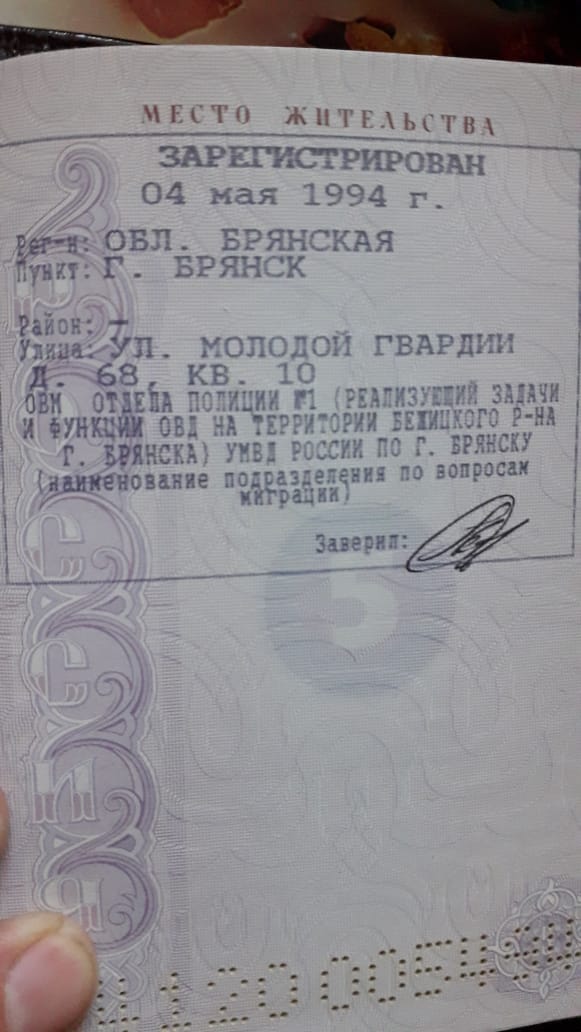 МЕСТО ЖИТЕЛЬСТВА
ЗАРЕГИСТРИРОВАН
04 мая 1994 г.
Рег-н: ОБЛ. БРЯНСКАЯ
Пункт: Г. БРЯНСК
Район: –
Улица: УЛ. МОЛОДОЙ ГВАРДИИ
Д. 68, КВ. 10
ОВМ ОТДЕЛА ПОЛИЦИИ №1 (РЕАЛИЗУЮЩИЙ ЗАДАЧИ
И ФУНКЦИИ ОВД НА ТЕРРИТОРИИ БЕЖИЦКОГО Р-НА
Г. БРЯНСКА) УМВД РОССИИ ПО Г. БРЯНСКУ
(наименование подразделения по вопросам
миграции)
Заверил:
5